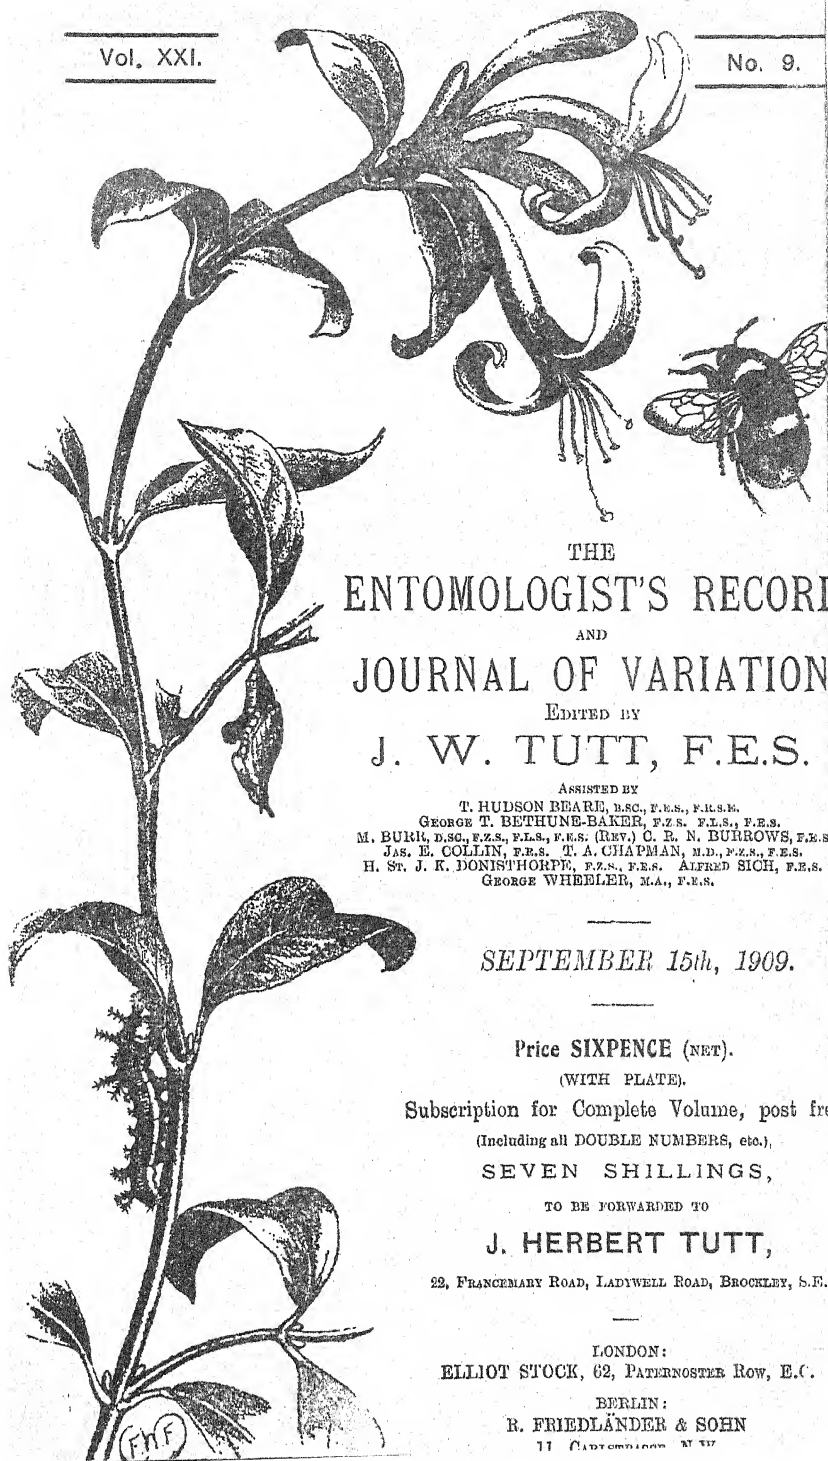 Vol. XXI.
No. 9.
THE
ENTOMOLOGIST'S RECORD
AND
JOURNAL OF VARIATION
EDITED BY
J. W. TUTT, F.E.S.
ASSISTED BY
T. HUDSON BEARE, B.SC., F.E.S., F.R.S.E.
GEORGE T. BETHUNE-BAKER, F.Z.S. F.L.S., F.E.S.
M. BURR, D.SC., F.Z.S., F.L.S., F.E.S. (REV.) C. R. N. BURROWS, F.E.S
JAS. E. COLLIN, F.E.S. T. A. CHAPMAN, M.D., F.Z.S., F.E.S.
H. ST. J. K. DONISTHORPE, F.Z.S., F.E.S. ALFRED SICH, F.E.S.
GEORGE WHEELER, M.A., F.E.S.
SEPTEMBER 15th, 1909.
Price SIXPENCE (NET).
(WITH PLATE).
Subscription for Complete Volume, post fre
(Including all DOUBLE NUMBERS, etc.),
SEVEN SHILLINGS,
TO BE FORWARDED TO
J. HERBERT TUTT,
22, FRANCEMARY ROAD, LADYWELL ROAD, BROCKLEY, S.E.
LONDON:
ELLIOT STOCK, 62, PATERNOSTER ROW, E.C.
BERLIN:
R. FRIEDLÄNDER & SOHN
11 CARLSTRASSE N.W.
F.h.F